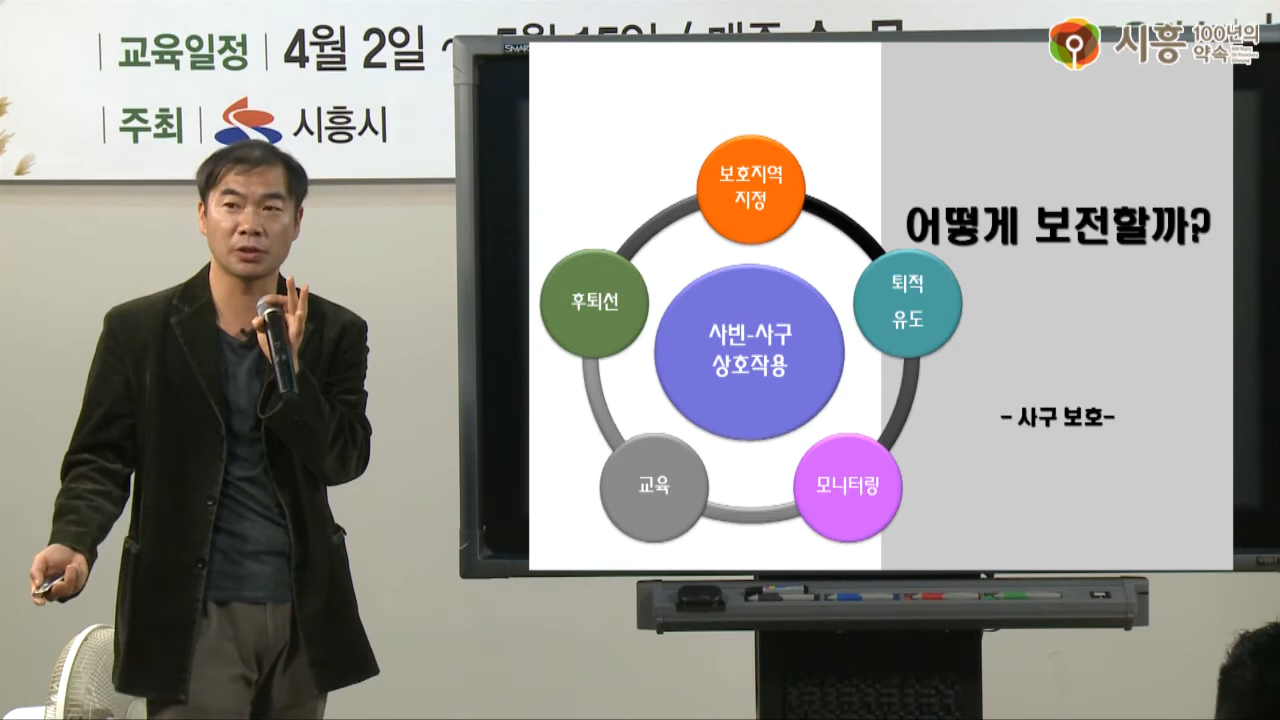 교육일정 4월 2일 ~
주최 시흥시
시흥 100년의 약속
SMART
보호지역
지정
어떻게 보전할까?
후퇴선
퇴적
유도
사빈-사구
상호작용
- 사구 보호-
교육
모니터링